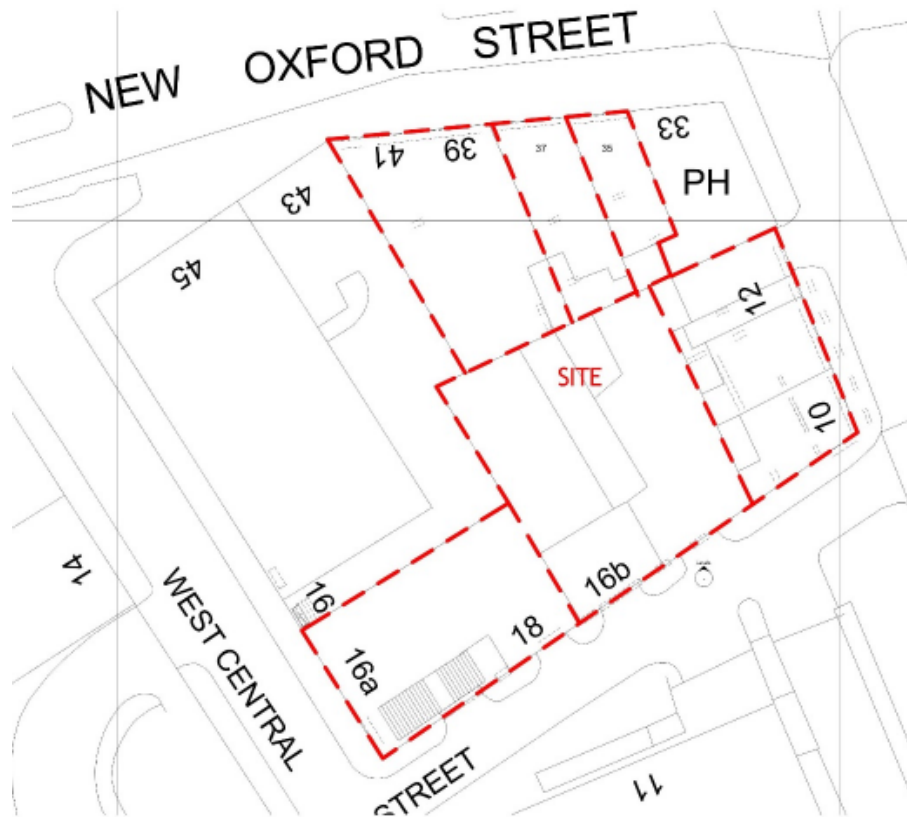 NEW OXFORD STREET
33
41 39 37 35
PH
43
45
12
SITE
10
16
16b
14
18
16a
WEST CENTRAL
STREET
11